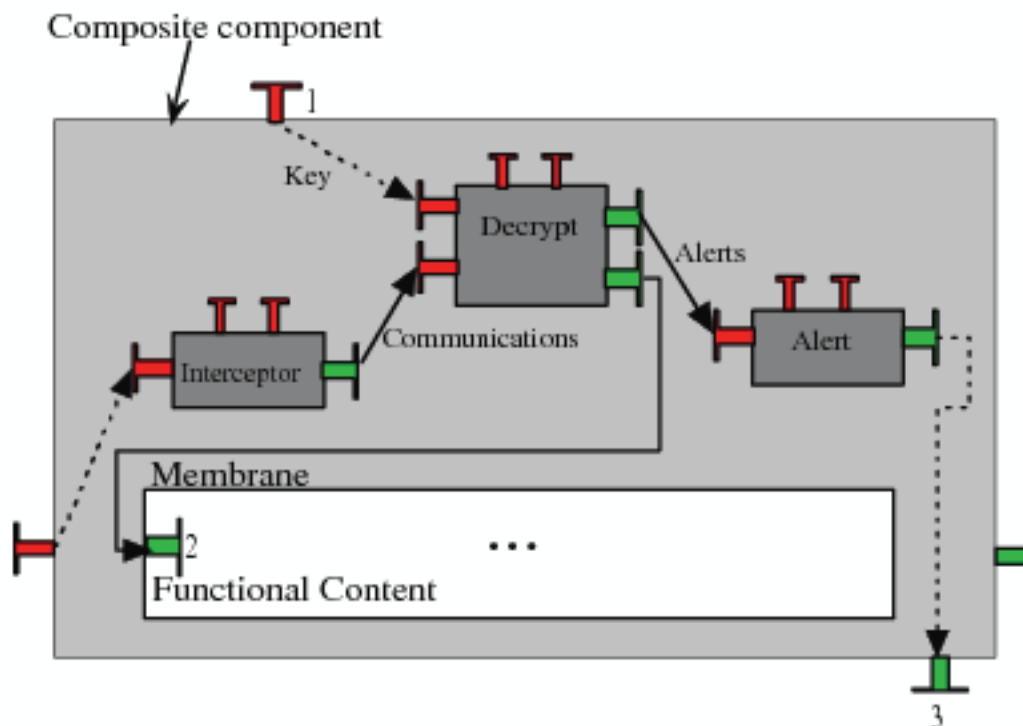 Composite component
1
Key
Decrypt
Alerts
Communications
Alert
Interceptor
Membrane
2
...
Functional Content
3